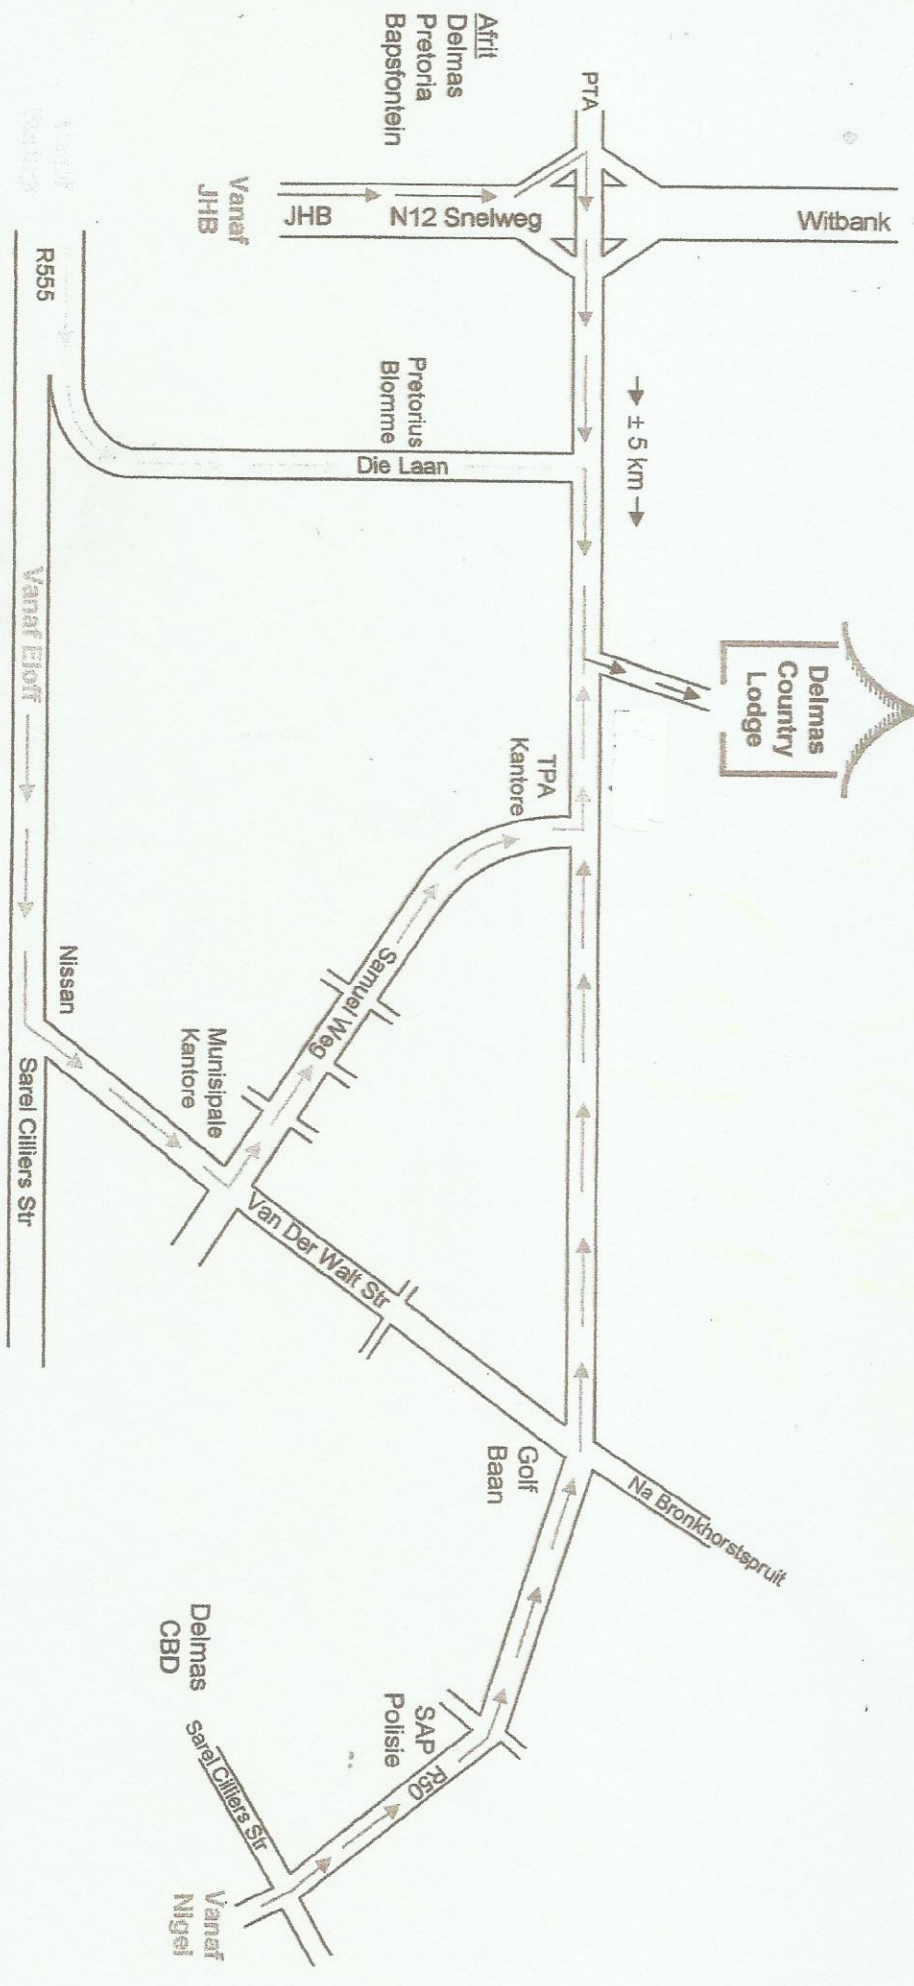 Afrit
Delmas
Pretoria
Bapsfontein
PTA
Vanaf
JHB
JHB
N12 Snelweg
Witbank
± 5 km
Pretorius
Blomme
Die Laan
R555
Vanaf Eloff
Delmas
Country
Lodge
TPA
Kantore
Samuel Weg
Munisipale
Kantore
Nissan
Sarel Cilliers Str
Van Der Walt Str
Golf
Baan
Na Bronkhorstspruit
SAP
Polisie
R50
Delmas
CBD
Sarel Cilliers Str
Vanaf
Nigel